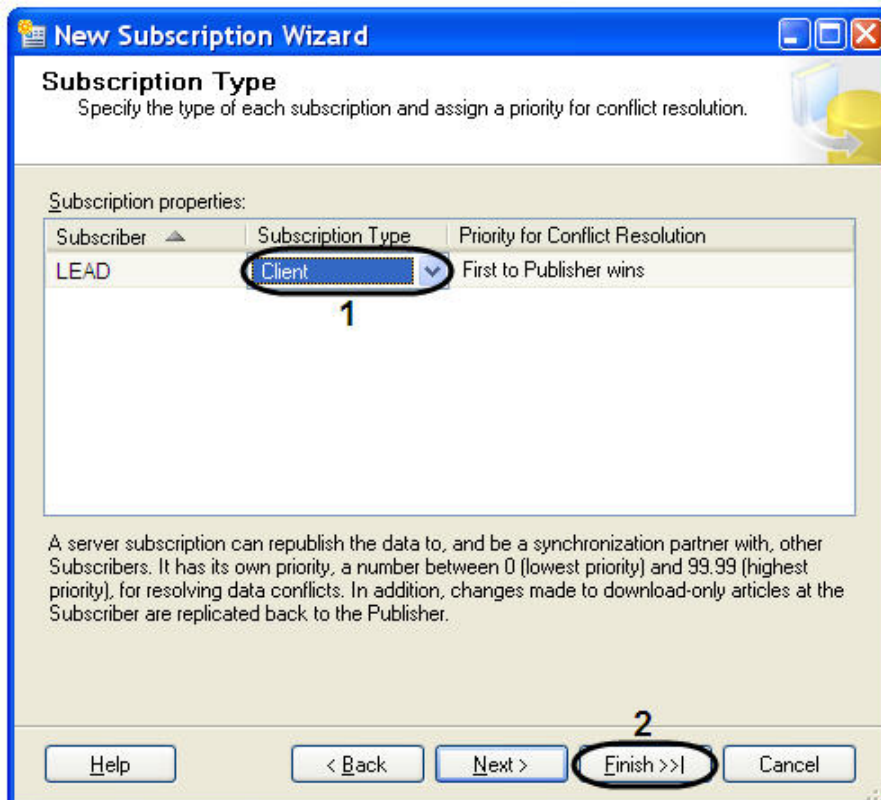 New Subscription Wizard
Subscription Type
Specify the type of each subscription and assign a priority for conflict resolution.
Subscription properties:
Subscriber Subscription Type Priority for Conflict Resolution
LEAD Client First to Publisher wins
1
A server subscription can republish the data to, and be a synchronization partner with, other
Subscribers. It has its own priority, a number between 0 (lowest priority) and 99.99 (highest
priority), for resolving data conflicts. In addition, changes made to download-only articles at the
Subscriber are replicated back to the Publisher.
2
Help < Back Next > Finish >>| Cancel